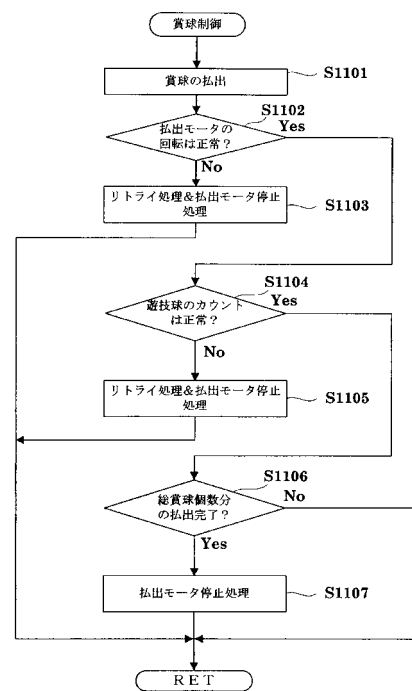 賞球制御
賞球の払出
S1101
S1102
払出モータの
回転は正常？
Yes
No
リトライ処理&払出モータ停止
処理
S1103
S1104
遊技球のカウント
は正常？
Yes
No
リトライ処理&払出モータ停止
処理
S1105
S1106
総賞球個数分
の払出完了？
No
Yes
払出モータ停止処理
S1107
RET